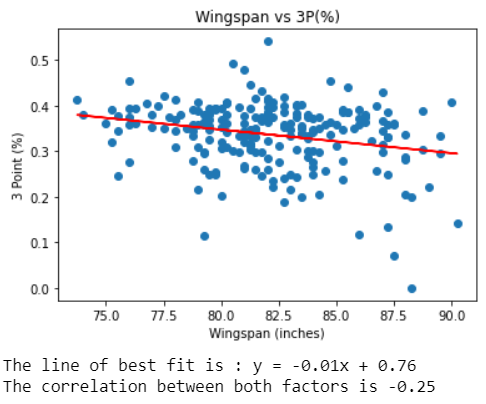 Wingspan vs 3P(%)
0.5
0.4
0.3
0.2
0.1
0.0
3 Point (%)
75.0 77.5 80.0 82.5 85.0 87.5 90.0
Wingspan (inches)
The line of best fit is : y = -0.01x + 0.76
The correlation between both factors is -0.25